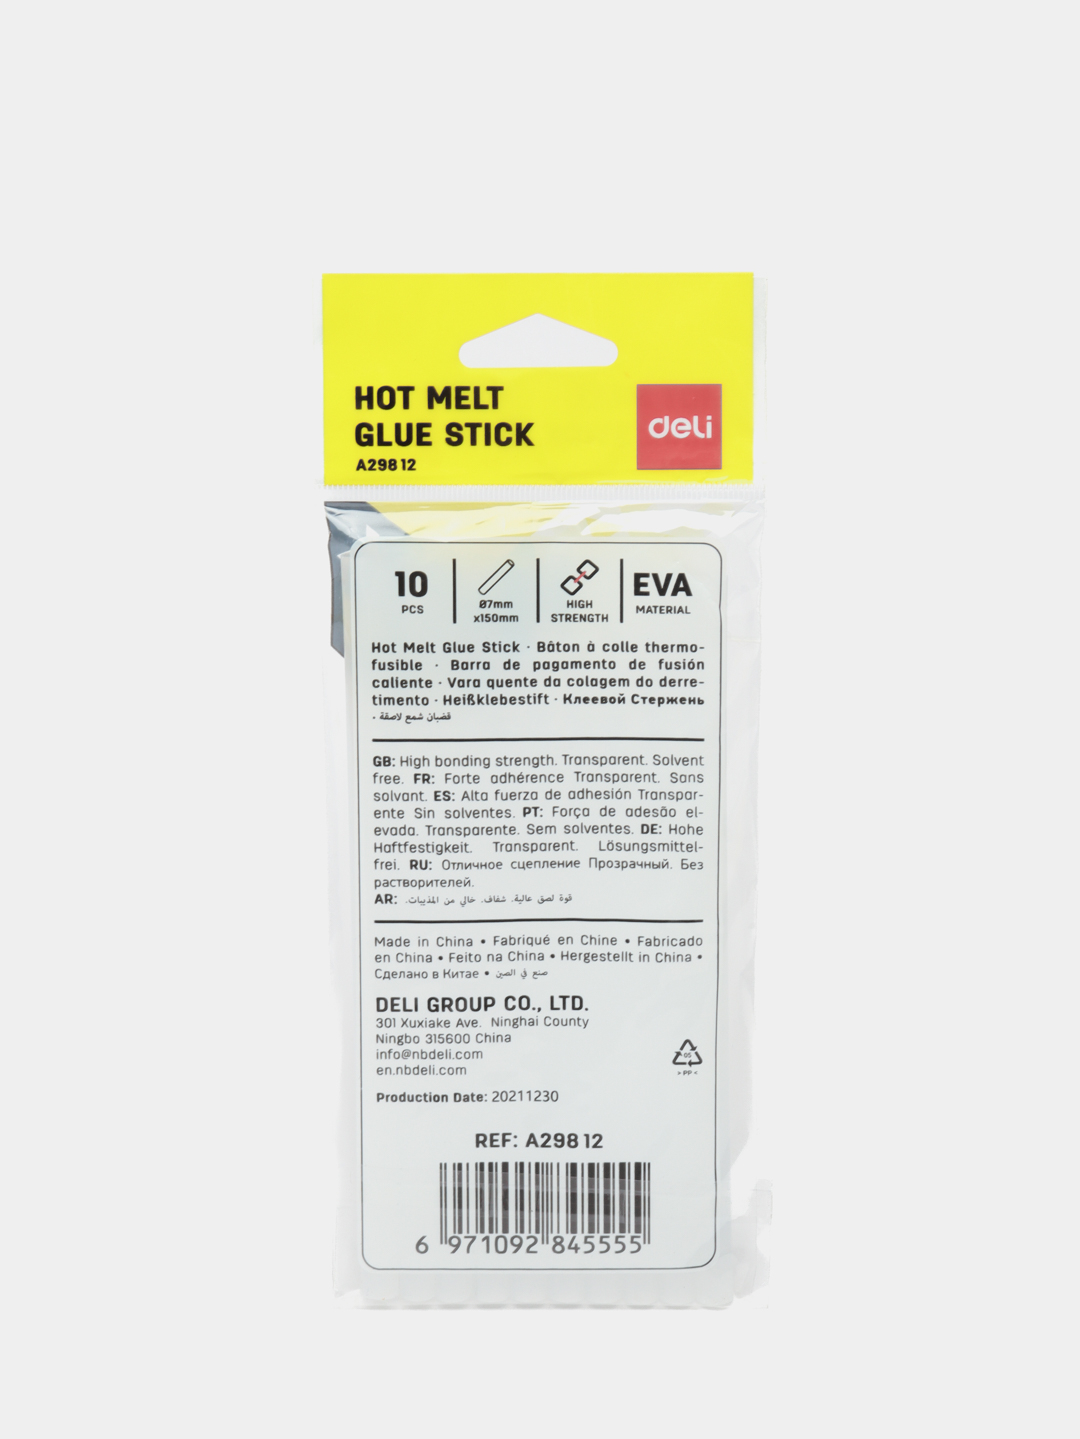 HOT MELT
GLUE STICK
A29812
deli
10
PCS
Ø7mm
x150mm
HIGH
STRENGTH
EVA
MATERIAL
Hot Melt Glue Stick · Bâton à colle thermo-
fusible · Barra de pagamento de fusión
caliente · Vara quente da colagem do derre-
timento · Heißklebestift · Клеевой Стержень
· قضبان شمع لاصقة
GB: High bonding strength. Transparent. Solvent
free. FR: Forte adhérence Transparent. Sans
solvant. ES: Alta fuerza de adhesión Transpar-
ente Sin solventes. PT: Força de adesão el-
evada. Transparente. Sem solventes. DE: Hohe
Haftfestigkeit. Transparent. Lösungsmittel-
frei. RU: Отличное сцепление Прозрачный. Без
растворителей.
AR: قوة لصق عالية. شفاف. خالي من المذيبات.
Made in China • Fabriqué en Chine • Fabricado
en China • Feito na China • Hergestellt in China •
Сделано в Китае • صنع في الصين
DELI GROUP CO., LTD.
301 Xuxiake Ave. Ninghai County
Ningbo 315600 China
info@nbdeli.com
en.nbdeli.com
05
>PP<
Production Date: 20211230
REF: A29812
6 971092 845555